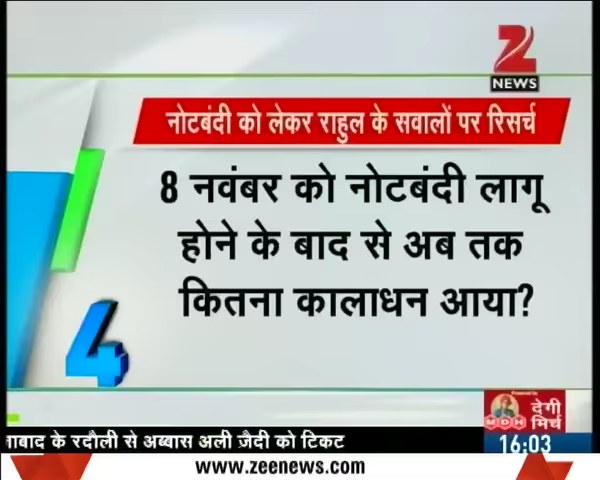 Z
NEWS
नोटबंदी को लेकर राहुल के सवालों पर रिसर्च
8 नवंबर को नोटबंदी लागू
होने के बाद से अब तक
कितना कालाधन आया?
4
MDH
देगी
मिर्च
के रदौली से अब्बास अली ज़ैदी को टिकट
16:03
www.zeenews.com